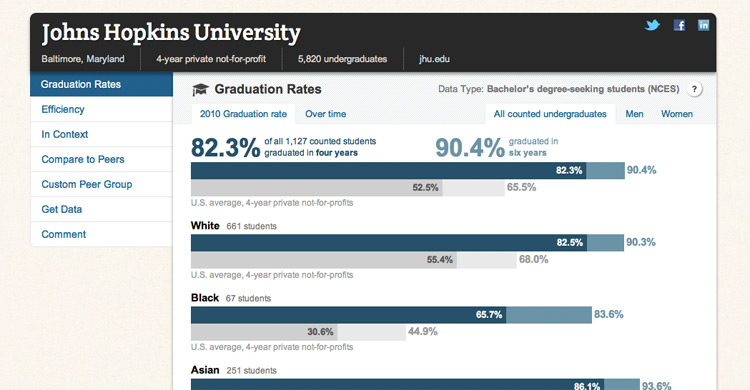 Johns Hopkins University
Baltimore, Maryland 4-year private not-for-profit 5,820 undergraduates jhu.edu
Graduation Rates
Efficiency
In Context
Compare to Peers
Custom Peer Group
Get Data
Comment
Graduation Rates
Data Type: Bachelor's degree-seeking students (NCES) ?
2010 Graduation rate Over time All counted undergraduates Men Women
82.3% of all 1,127 counted students
graduated in four years
90.4% graduated in
six years
82.3% 90.4%
52.5% 65.5%
U.S. average, 4-year private not-for-profits
White 661 students
82.5% 90.3%
55.4% 68.0%
U.S. average, 4-year private not-for-profits
Black 67 students
65.7% 83.6%
30.6% 44.9%
U.S. average, 4-year private not-for-profits
Asian 251 students
86.1% 93.6%